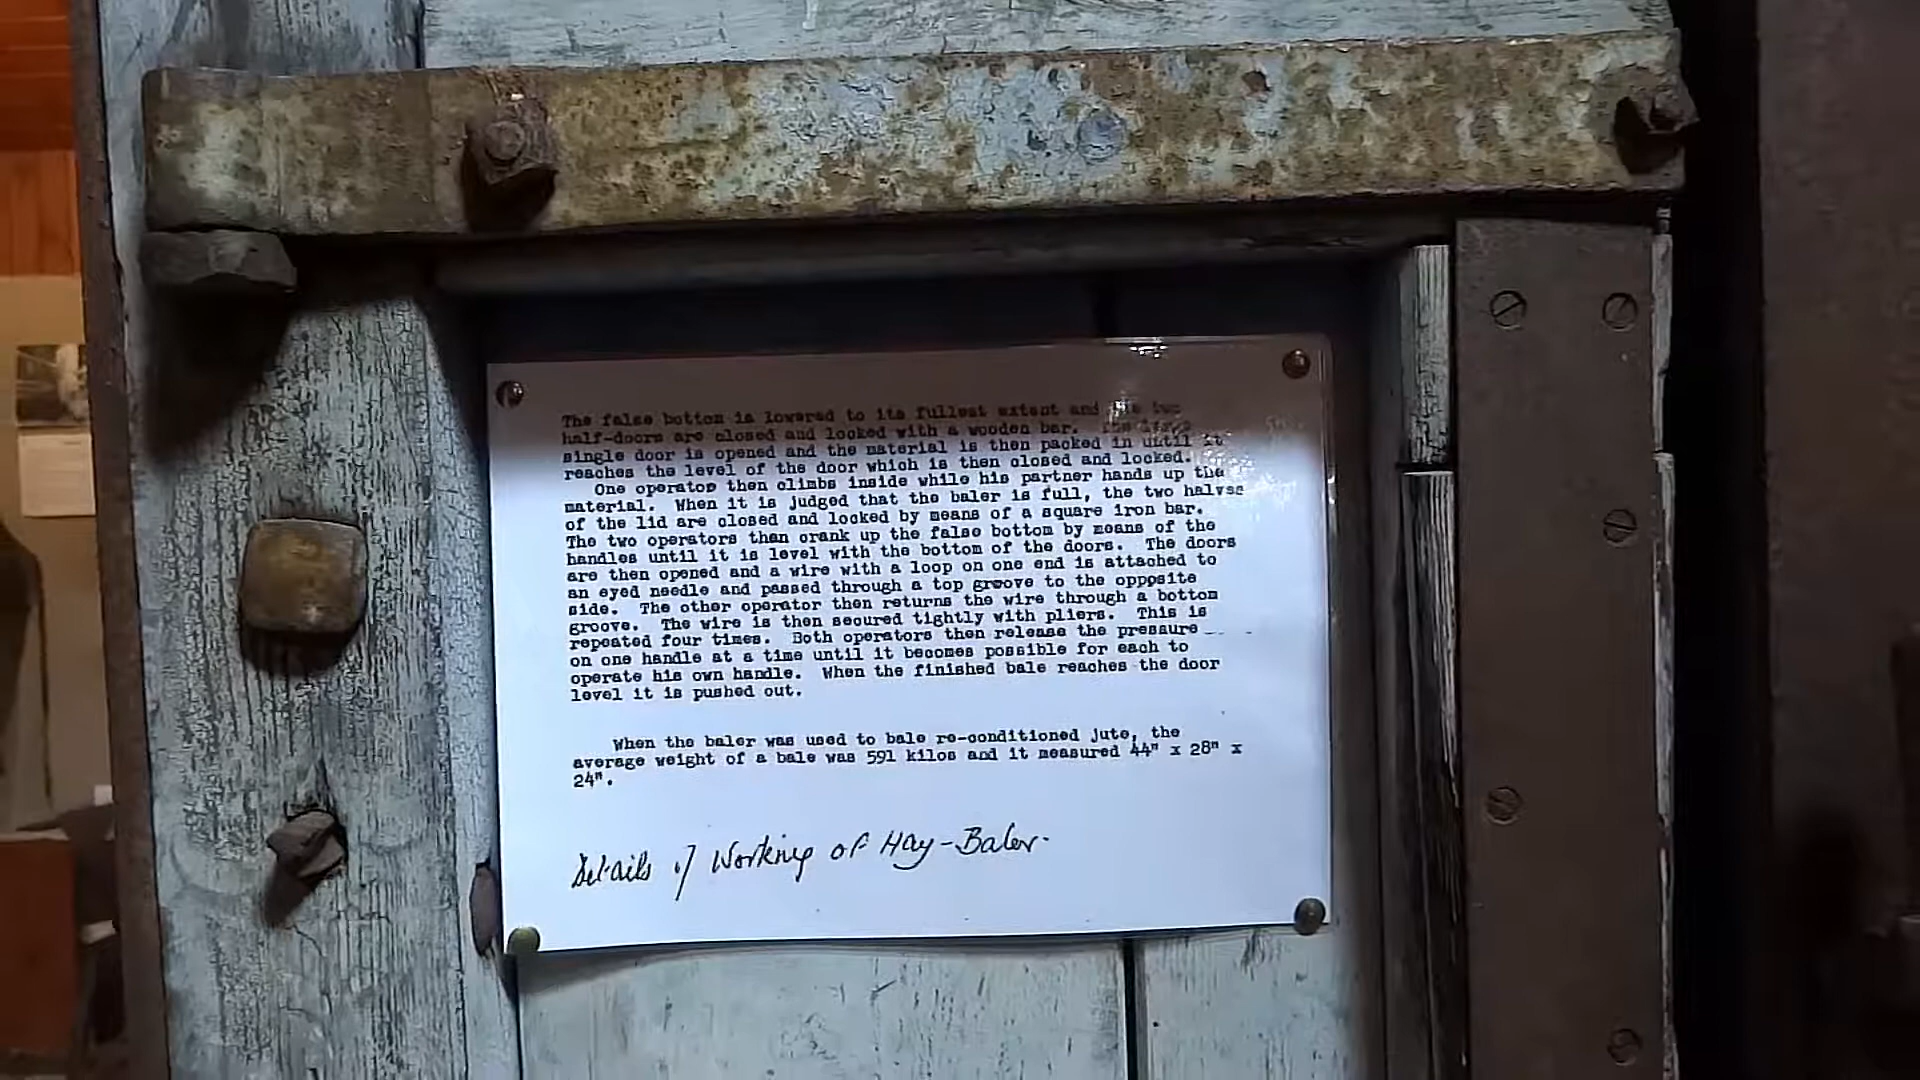 The false bottom is lowered to its fullest extent and the two
half-doors are closed and locked with a wooden bar. The large
single door is opened and the material is then packed in until it
reaches the level of the door which is then closed and locked.
One operator then climbs inside while his partner hands up the
material. When it is judged that the baler is full, the two halves
of the lid are closed and locked by means of a square iron bar.
The two operators then crank up the false bottom by means of the
handles until it is level with the bottom of the doors. The doors
are then opened and a wire with a loop on one end is attached to
an eyed needle and passed through a top groove to the opposite
side. The other operator then returns the wire through a bottom
groove. The wire is then secured tightly with pliers. This is
repeated four times. Both operators then release the pressure
on one handle at a time until it becomes possible for each to
operate his own handle. When the finished bale reaches the door
level it is pushed out.
When the baler was used to bale re-conditioned jute, the
average weight of a bale was 591 kilos and it measured 44" x 28" x
24".
Details of Working of Hay-Baler.